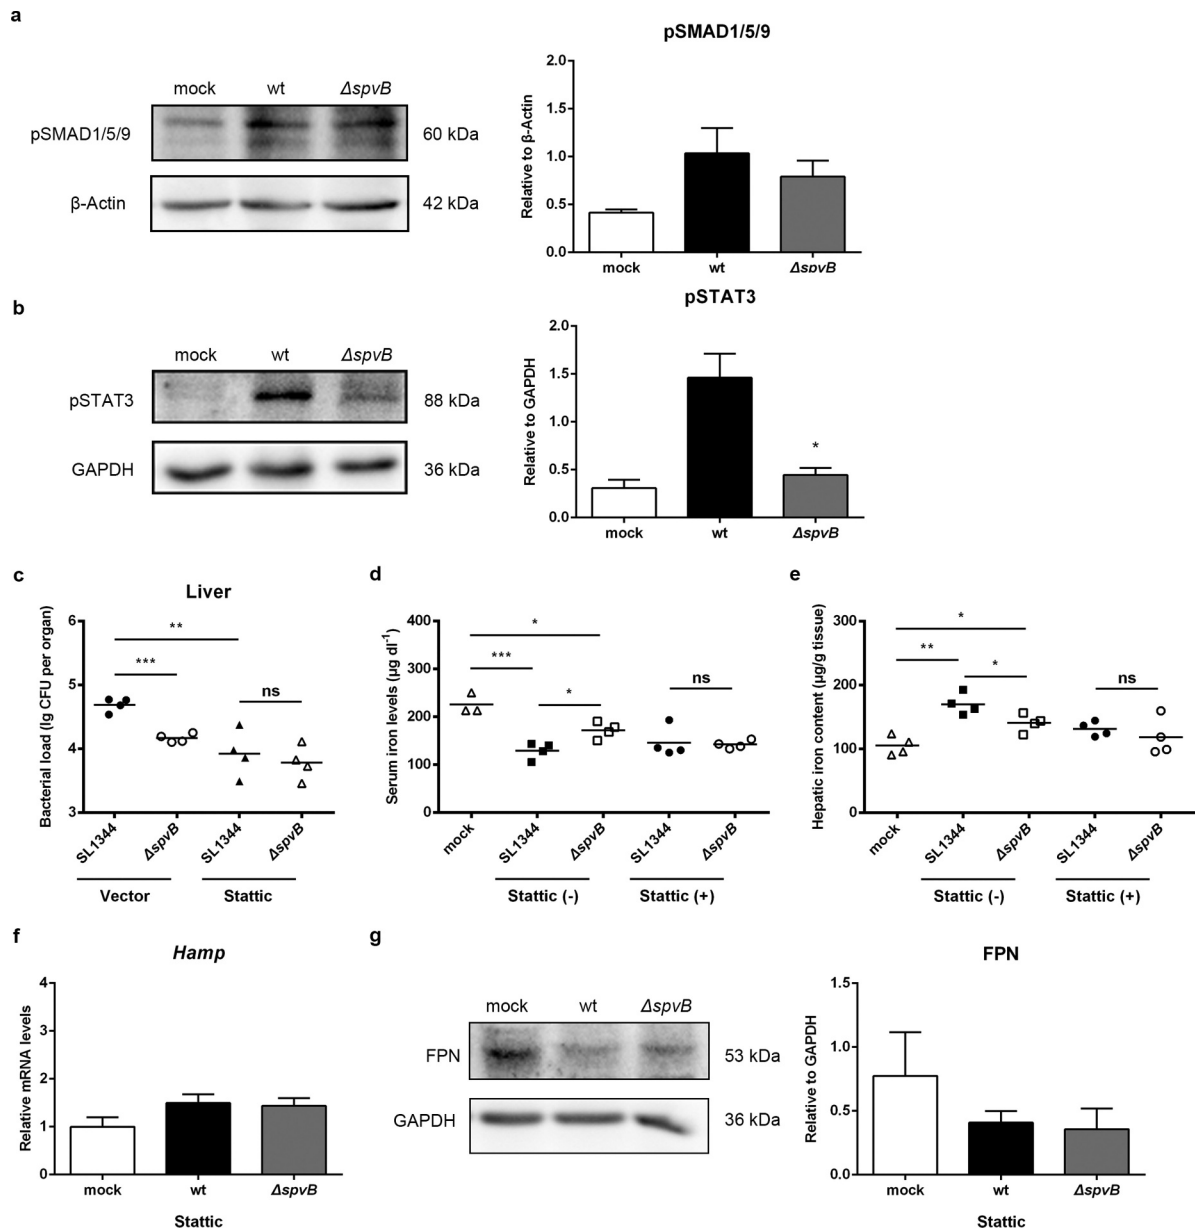 a
pSMAD1/5/9
mock wt ΔspvB
pSMAD1/5/9 60 kDa
β-Actin 42 kDa
Relative to β-Actin
2.0
1.5
1.0
0.5
0.0
mock wt ΔspvB
b
pSTAT3
mock wt ΔspvB
pSTAT3 88 kDa
GAPDH 36 kDa
Relative to GAPDH
2.0
1.5
1.0
0.5
0.0
*
mock wt ΔspvB
c
Liver
Bacterial load (lg CFU per organ)
6
5
4
3
**
***
ns
SL1344 ΔspvB SL1344 ΔspvB
Vector Stattic
d
Serum iron levels (µg dl⁻¹)
400
300
200
100
0
*
***
*
ns
mock SL1344 ΔspvB SL1344 ΔspvB
Stattic (-) Stattic (+)
e
Hepatic iron content (µg/g tissue)
300
200
100
0
*
**
*
ns
mock SL1344 ΔspvB SL1344 ΔspvB
Stattic (-) Stattic (+)
f
Hamp
Relative mRNA levels
4
3
2
1
0
mock wt ΔspvB
Stattic
g
mock wt ΔspvB
FPN 53 kDa
GAPDH 36 kDa
FPN
Relative to GAPDH
1.5
1.0
0.5
0.0
mock wt ΔspvB
Stattic